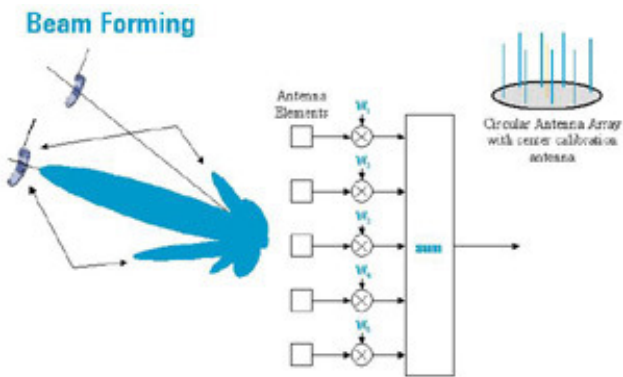 Beam Forming
Antenna
Elements
W₁
W₂
W₃
W₄
W₅
sum
Circular Antenna Array
with center calibration
antenna